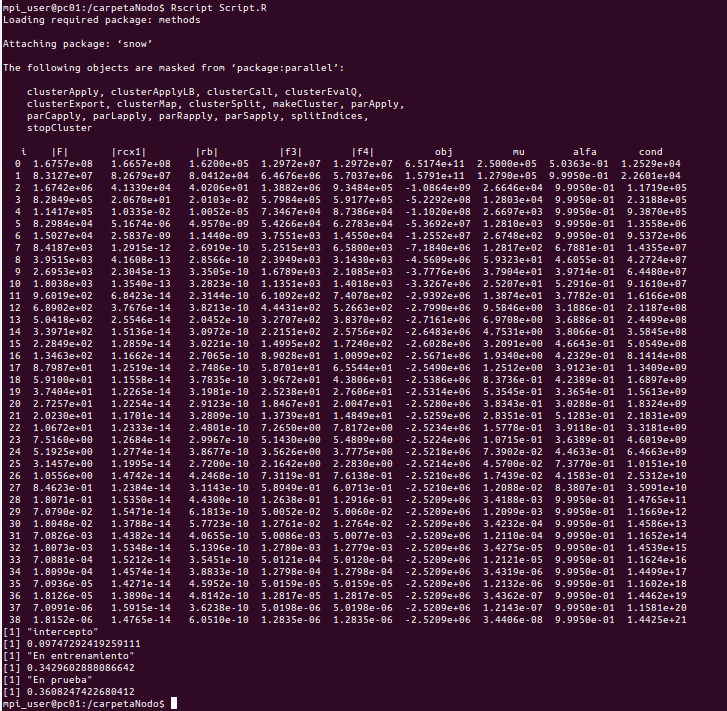 mpi_user@pc01:/carpetaNodo$ Rscript Script.R
Loading required package: methods
Attaching package: ‘snow’
The following objects are masked from ‘package:parallel’:
clusterApply, clusterApplyLB, clusterCall, clusterEvalQ,
clusterExport, clusterMap, clusterSplit, makeCluster, parApply,
parCapply, parLapply, parRapply, parSapply, splitIndices,
stopCluster
i |F| |rcx1| |rb| |f3| |f4| obj mu alfa cond
0 1.6757e+08 1.6657e+08 1.6200e+05 1.2972e+07 1.2972e+07 6.5174e+11 2.5000e+05 5.0363e-01 1.2529e+04
1 8.3127e+07 8.2679e+07 8.0412e+04 6.4676e+06 5.7037e+06 1.5791e+11 1.2790e+05 9.9950e-01 2.2601e+04
2 1.6742e+06 4.1339e+04 4.0206e+01 1.3882e+06 9.3484e+05 -1.0864e+09 2.6646e+04 9.9950e-01 1.1719e+05
3 8.2849e+05 2.0670e+01 2.0103e-02 5.7984e+05 5.9177e+05 -5.2292e+08 1.2803e+04 9.9950e-01 2.3188e+05
4 1.1417e+05 1.0335e-02 1.0052e-05 7.3467e+04 8.7386e+04 -1.1020e+08 2.6697e+03 9.9950e-01 9.3870e+05
5 8.2984e+04 5.1674e-06 4.9570e-09 5.4266e+04 6.2783e+04 -5.3692e+07 1.2810e+03 9.9950e-01 1.3558e+06
6 1.5027e+04 2.5837e-09 1.1440e-09 3.7551e+03 1.4550e+04 -1.2552e+07 2.6748e+02 9.9950e-01 9.5372e+06
7 8.4187e+03 1.2915e-12 2.6919e-10 5.2515e+03 6.5800e+03 -7.1840e+06 1.2817e+02 6.7881e-01 1.4355e+07
8 3.9515e+03 4.1608e-13 2.8566e-10 2.3949e+03 3.1430e+03 -4.5609e+06 5.9323e+01 4.6055e-01 4.2724e+07
9 2.6953e+03 2.3045e-13 3.3505e-10 1.6789e+03 2.1085e+03 -3.7776e+06 3.7904e+01 3.9714e-01 6.4480e+07
10 1.8038e+03 1.3540e-13 3.2823e-10 1.1351e+03 1.4018e+03 -3.3267e+06 2.5207e+01 5.2916e-01 9.1610e+07
11 9.6019e+02 6.8423e-14 2.3144e-10 6.1092e+02 7.4078e+02 -2.9392e+06 1.3874e+01 3.7782e-01 1.6166e+08
12 6.8902e+02 3.7676e-14 3.8213e-10 4.4431e+02 5.2663e+02 -2.7990e+06 9.5846e+00 3.1886e-01 2.1187e+08
13 5.0418e+02 2.5546e-14 2.0452e-10 3.2707e+02 3.8370e+02 -2.7161e+06 6.9708e+00 3.6886e-01 2.4499e+08
14 3.3971e+02 1.5136e-14 3.0972e-10 2.2151e+02 2.5756e+02 -2.6483e+06 4.7531e+00 3.8066e-01 3.5845e+08
15 2.2849e+02 1.2859e-14 3.0221e-10 1.4995e+02 1.7240e+02 -2.6028e+06 3.2091e+00 4.6643e-01 5.0549e+08
16 1.3463e+02 1.1662e-14 2.7065e-10 8.9028e+01 1.0099e+02 -2.5671e+06 1.9340e+00 4.2329e-01 8.1414e+08
17 8.7987e+01 1.2519e-14 2.7486e-10 5.8701e+01 6.5544e+01 -2.5490e+06 1.2512e+00 3.9123e-01 1.3409e+09
18 5.9100e+01 1.1558e-14 3.7835e-10 3.9672e+01 4.3806e+01 -2.5386e+06 8.3736e-01 4.2389e-01 1.6897e+09
19 3.7404e+01 1.2265e-14 3.1981e-10 2.5238e+01 2.7606e+01 -2.5314e+06 5.3545e-01 3.3654e-01 1.5613e+09
20 2.7257e+01 1.2254e-14 2.9123e-10 1.8467e+01 2.0047e+01 -2.5280e+06 3.8343e-01 3.0288e-01 1.8324e+09
21 2.0230e+01 1.1701e-14 3.2809e-10 1.3739e+01 1.4849e+01 -2.5259e+06 2.8351e-01 5.1283e-01 2.1831e+09
22 1.0672e+01 1.2333e-14 2.4801e-10 7.2650e+00 7.8172e+00 -2.5234e+06 1.5778e-01 3.9118e-01 3.3181e+09
23 7.5160e+00 1.2684e-14 2.9967e-10 5.1430e+00 5.4809e+00 -2.5224e+06 1.0715e-01 3.6389e-01 4.6019e+09
24 5.1925e+00 1.2774e-14 3.8677e-10 3.5626e+00 3.7775e+00 -2.5218e+06 7.3902e-02 4.4633e-01 6.4663e+09
25 3.1457e+00 1.1995e-14 2.7200e-10 2.1642e+00 2.2830e+00 -2.5214e+06 4.5700e-02 7.3770e-01 1.0151e+10
26 1.0556e+00 1.4742e-14 4.2468e-10 7.3119e-01 7.6138e-01 -2.5210e+06 1.7439e-02 4.1583e-01 2.5312e+10
27 8.4623e-01 1.2384e-14 3.1143e-10 5.8949e-01 6.0713e-01 -2.5210e+06 1.2088e-02 8.3807e-01 3.5991e+10
28 1.8071e-01 1.5350e-14 4.4300e-10 1.2638e-01 1.2916e-01 -2.5209e+06 3.4188e-03 9.9950e-01 1.4765e+11
29 7.0790e-02 1.5471e-14 6.1813e-10 5.0052e-02 5.0060e-02 -2.5209e+06 1.2099e-03 9.9950e-01 1.1669e+12
30 1.8048e-02 1.3788e-14 5.7723e-10 1.2761e-02 1.2764e-02 -2.5209e+06 3.4232e-04 9.9950e-01 1.4586e+13
31 7.0826e-03 1.4382e-14 4.0655e-10 5.0086e-03 5.0077e-03 -2.5209e+06 1.2110e-04 9.9950e-01 1.1652e+14
32 1.8073e-03 1.5348e-14 5.1396e-10 1.2780e-03 1.2779e-03 -2.5209e+06 3.4275e-05 9.9950e-01 1.4539e+15
33 7.0881e-04 1.5212e-14 3.5451e-10 5.0121e-04 5.0120e-04 -2.5209e+06 1.2121e-05 9.9950e-01 1.1624e+16
34 1.8099e-04 1.4574e-14 3.8833e-10 1.2798e-04 1.2798e-04 -2.5209e+06 3.4319e-06 9.9950e-01 1.4499e+17
35 7.0936e-05 1.4271e-14 4.5952e-10 5.0159e-05 5.0159e-05 -2.5209e+06 1.2132e-06 9.9950e-01 1.1602e+18
36 1.8126e-05 1.3890e-14 4.8142e-10 1.2817e-05 1.2817e-05 -2.5209e+06 3.4362e-07 9.9950e-01 1.4462e+19
37 7.0991e-06 1.5915e-14 3.6238e-10 5.0198e-06 5.0198e-06 -2.5209e+06 1.2143e-07 9.9950e-01 1.1581e+20
38 1.8152e-06 1.4765e-14 6.0510e-10 1.2835e-06 1.2835e-06 -2.5209e+06 3.4406e-08 9.9950e-01 1.4425e+21
[1] "intercepto"
[1] 0.09747292419259111
[1] "En entrenamiento"
[1] 0.3429602888086642
[1] "En prueba"
[1] 0.3608247422680412
mpi_user@pc01:/carpetaNodo$